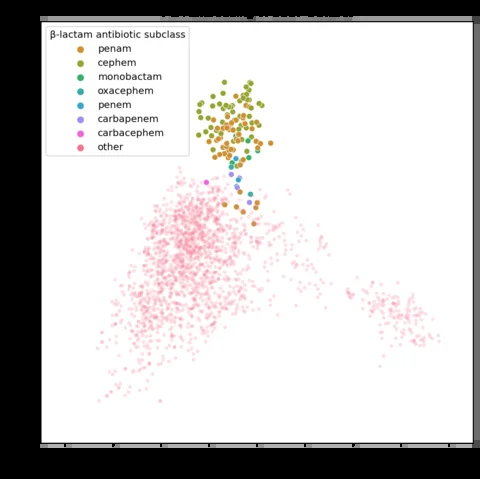 β-lactam antibiotic subclass
penam
cephem
monobactam
oxacephem
penem
carbapenem
carbacephem
other